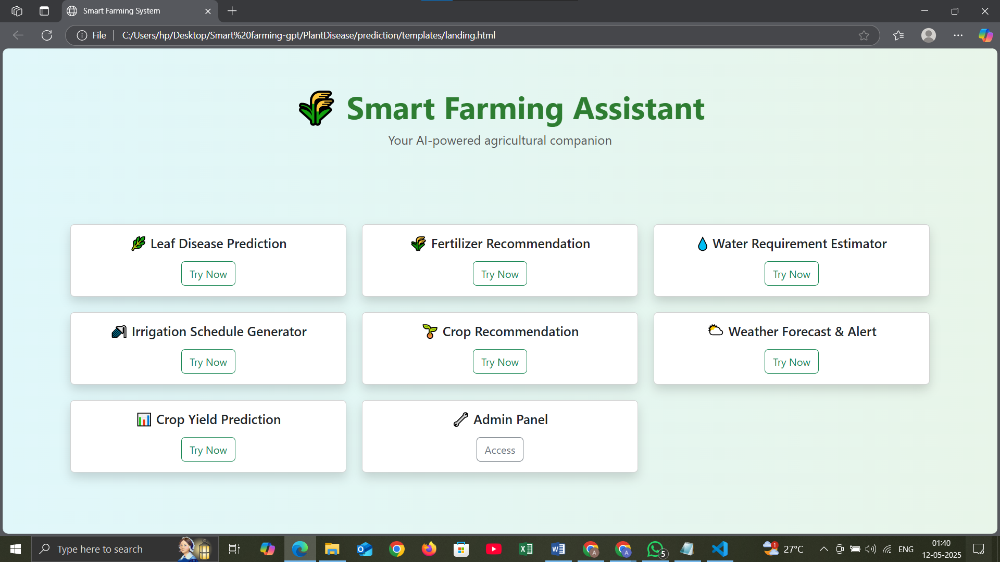 Smart Farming System
File
C:/Users/hp/Desktop/Smart%20farming-gpt/PlantDisease/prediction/templates/landing.html
Smart Farming Assistant
Your AI-powered agricultural companion
Leaf Disease Prediction
Try Now
Fertilizer Recommendation
Try Now
Water Requirement Estimator
Try Now
Irrigation Schedule Generator
Try Now
Crop Recommendation
Try Now
Weather Forecast & Alert
Try Now
Crop Yield Prediction
Try Now
Admin Panel
Access
Type here to search
5
1
27°C
ENG
01:40
12-05-2025